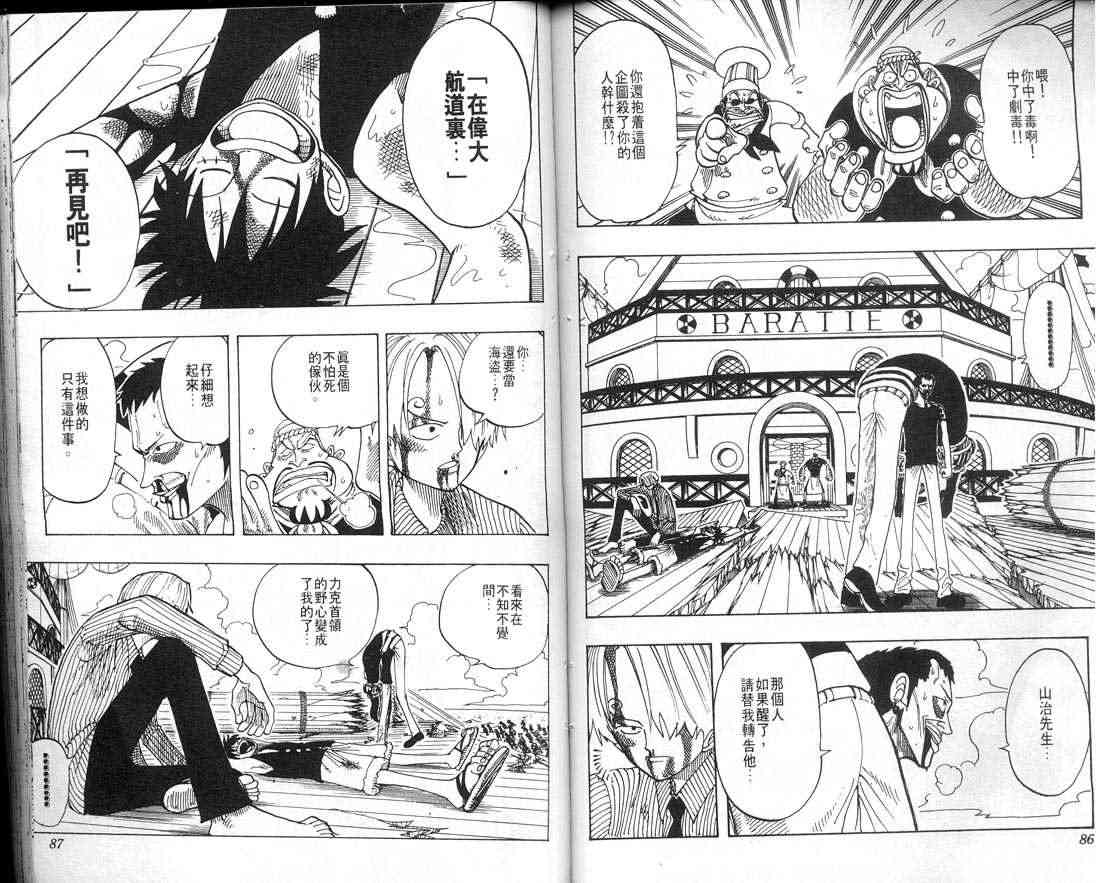 喂！
你中了毒啊！
中了劇毒!!
你還抱着這個
企圖殺了你的
人幹什麼!?
BARATIE
山治先生…
那個人
如果醒了，
請替我轉告他…
86
「在偉大
航道裏…」
「再見吧！」
你…
還要當
海盜…?
真是個
不怕死
的傢伙。
仔細想
起來…
我想做的
只有這件事。
看來在
不知不覺
間…
力克首領
的野心變成
了我的了…
87